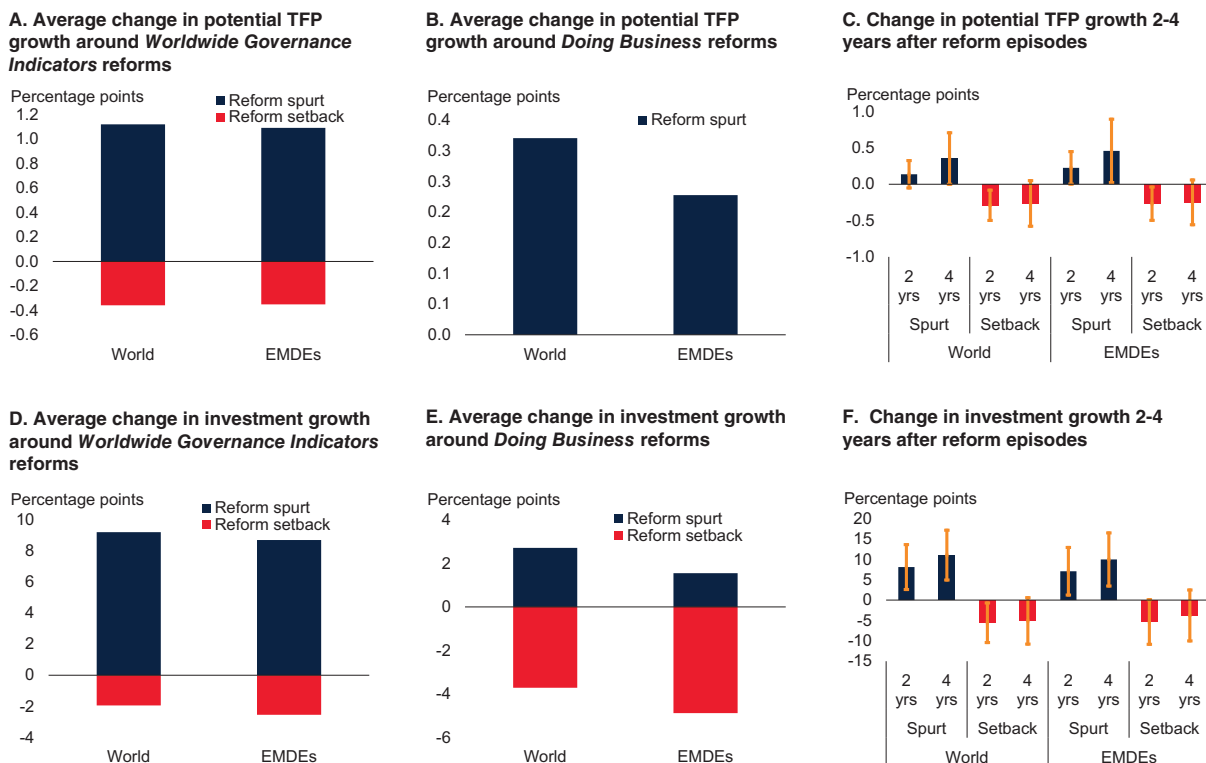 A. Average change in potential TFP
growth around Worldwide Governance
Indicators reforms
Percentage points
Reform spurt
Reform setback
1.2
1.0
0.8
0.6
0.4
0.2
0.0
-0.2
-0.4
-0.6
World EMDEs
B. Average change in potential TFP
growth around Doing Business reforms
Percentage points
Reform spurt
0.4
0.3
0.3
0.2
0.2
0.1
0.1
0.0
World EMDEs
C. Change in potential TFP growth 2-4
years after reform episodes
Percentage points
1.0
0.5
0.0
-0.5
-1.0
2 4 2 4 2 4 2 4
yrs yrs yrs yrs yrs yrs yrs yrs
Spurt Setback Spurt Setback
World EMDEs
D. Average change in investment growth
around Worldwide Governance Indicators
reforms
Percentage points
Reform spurt
Reform setback
10
8
6
4
2
0
-2
-4
World EMDEs
E. Average change in investment growth
around Doing Business reforms
Percentage points
Reform spurt
Reform setback
4
2
0
-2
-4
-6
World EMDEs
F. Change in investment growth 2-4
years after reform episodes
Percentage points
20
15
10
5
0
-5
-10
-15
2 4 2 4 2 4 2 4
yrs yrs yrs yrs yrs yrs yrs yrs
Spurt Setback Spurt Setback
World EMDEs